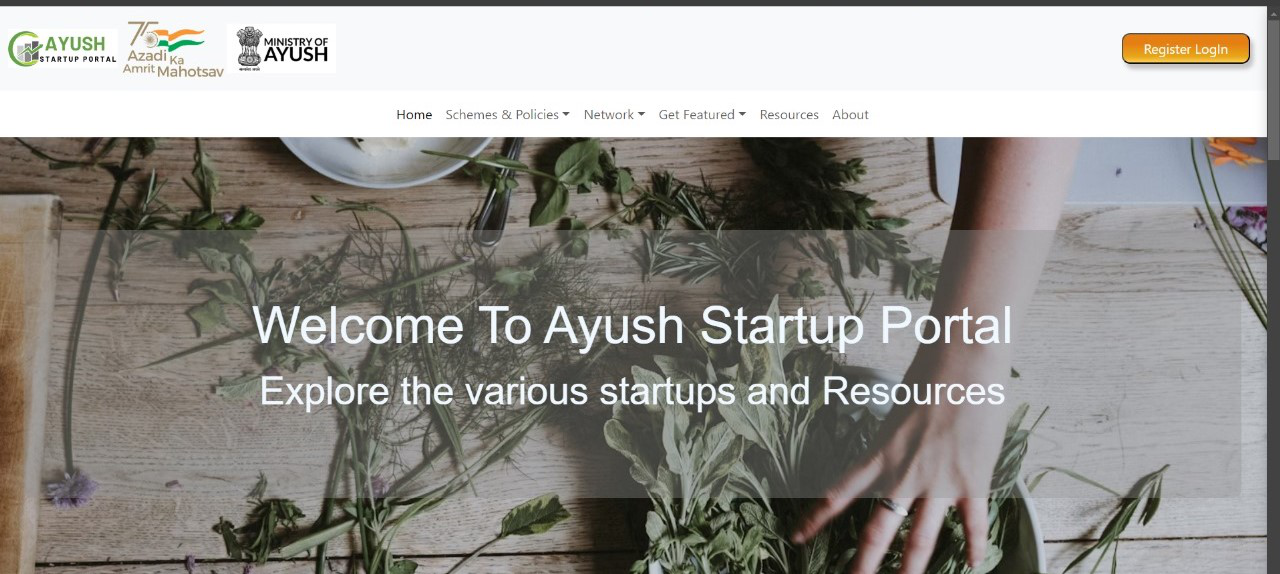 AYUSH
STARTUP PORTAL
75
Azadi Ka
Amrit Mahotsav
MINISTRY OF
AYUSH
Register LogIn
Home Schemes & Policies Network Get Featured Resources About
Welcome To Ayush Startup Portal
Explore the various startups and Resources